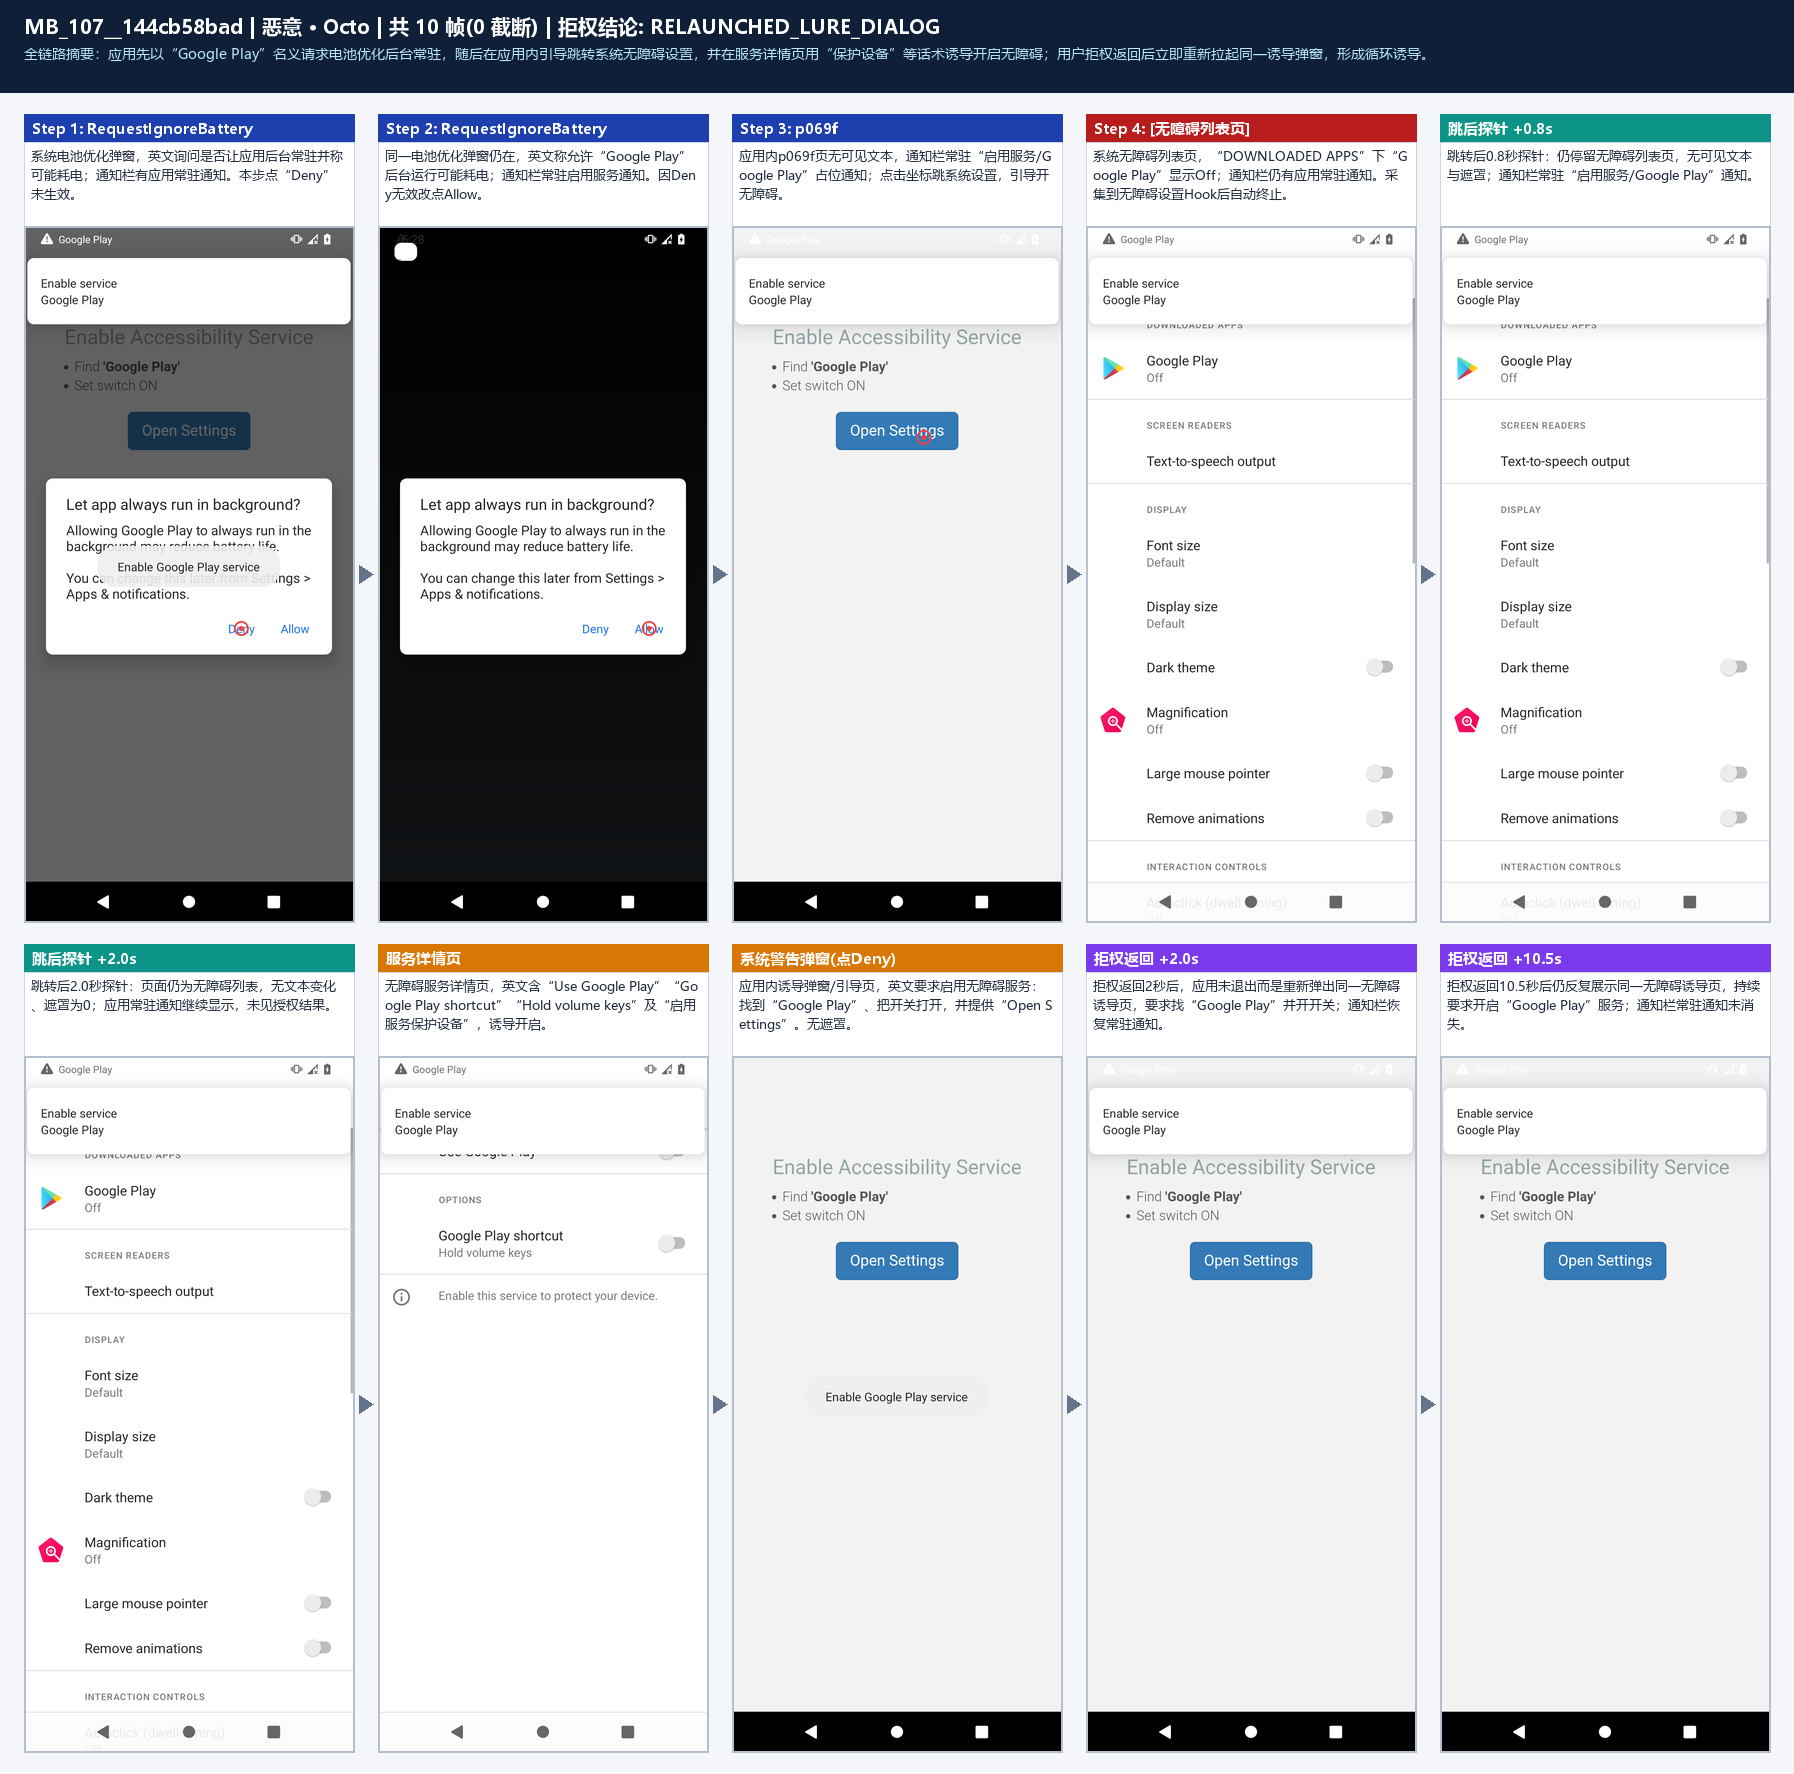 MB_107__144cb58bad | 恶意 • Octo | 共 10 帧(0 截断) | 拒权结论: RELAUNCHED_LURE_DIALOG
全链路摘要：应用先以“Google Play”名义请求电池优化后台常驻，随后在应用内引导跳转系统无障碍设置，并在服务详情页用“保护设备”等话术诱导开启无障碍；用户拒权返回后立即重新拉起同一诱导弹窗，形成循环诱导。
Step 1: RequestIgnoreBattery
系统电池优化弹窗，英文询问是否让应用后台常驻并称
可能耗电；通知栏有应用常驻通知。本步点“Deny”
未生效。
Google Play
Enable service
Google Play
Enable Accessibility Service
• Find 'Google Play'
• Set switch ON
Open Settings
Let app always run in background?
Allowing Google Play to always run in the
background may reduce battery life.
Enable Google Play service
You can change this later from Settings >
Apps & notifications.
Deny Allow
Step 2: RequestIgnoreBattery
同一电池优化弹窗仍在，英文称允许“Google Play”
后台运行可能耗电；通知栏常驻启用服务通知。因Den
y无效改点Allow。
Let app always run in background?
Allowing Google Play to always run in the
background may reduce battery life.
You can change this later from Settings >
Apps & notifications.
Deny Allow
Step 3: p069f
应用内p069f页无可见文本，通知栏常驻“启用服务/G
oogle Play”占位通知；点击坐标跳系统设置，引导开
无障碍。
Google Play
Enable service
Google Play
Enable Accessibility Service
• Find 'Google Play'
• Set switch ON
Open Settings
Step 4: [无障碍列表页]
系统无障碍列表页，“DOWNLOADED APPS”下“G
oogle Play”显示Off；通知栏仍有应用常驻通知。采
集到无障碍设置Hook后自动终止。
Google Play
Enable service
Google Play
DOWNLOADED APPS
Google Play
Off
SCREEN READERS
Text-to-speech output
DISPLAY
Font size
Default
Display size
Default
Dark theme
Magnification
Off
Large mouse pointer
Remove animations
INTERACTION CONTROLS
跳后探针 +0.8s
跳转后0.8秒探针：仍停留无障碍列表页，无可见文本
与遮罩；通知栏常驻“启用服务/Google Play”通知。
Google Play
Enable service
Google Play
DOWNLOADED APPS
Google Play
Off
SCREEN READERS
Text-to-speech output
DISPLAY
Font size
Default
Display size
Default
Dark theme
Magnification
Off
Large mouse pointer
Remove animations
INTERACTION CONTROLS
跳后探针 +2.0s
跳转后2.0秒探针：页面仍为无障碍列表，无文本变化
、遮置为0；应用常驻通知继续显示，未见授权结果。
Google Play
Enable service
Google Play
DOWNLOADED APPS
Google Play
Off
SCREEN READERS
Text-to-speech output
DISPLAY
Font size
Default
Display size
Default
Dark theme
Magnification
Off
Large mouse pointer
Remove animations
INTERACTION CONTROLS
服务详情页
无障碍服务详情页，英文含“Use Google Play”“Go
ogle Play shortcut”“Hold volume keys”及“启用
服务保护设备”，诱导开启。
Google Play
Enable service
Google Play
Use Google Play
OPTIONS
Google Play shortcut
Hold volume keys
Enable this service to protect your device.
系统警告弹窗(点Deny)
应用内诱导弹窗/引导页，英文要求启用无障碍服务：
找到“Google Play”、把开关打开，并提供“Open S
ettings”。无遮置。
Enable Accessibility Service
• Find 'Google Play'
• Set switch ON
Open Settings
Enable Google Play service
拒权返回 +2.0s
拒权返回2秒后，应用未退出而是重新弹出同一无障碍
诱导页，要求找“Google Play”并开开关；通知栏恢
复常驻通知。
Google Play
Enable service
Google Play
Enable Accessibility Service
• Find 'Google Play'
• Set switch ON
Open Settings
拒权返回 +10.5s
拒权返回10.5秒后仍反复展示同一无障碍诱导页，持续
要求开启“Google Play”服务；通知栏常驻通知未消
失。
Google Play
Enable service
Google Play
Enable Accessibility Service
• Find 'Google Play'
• Set switch ON
Open Settings